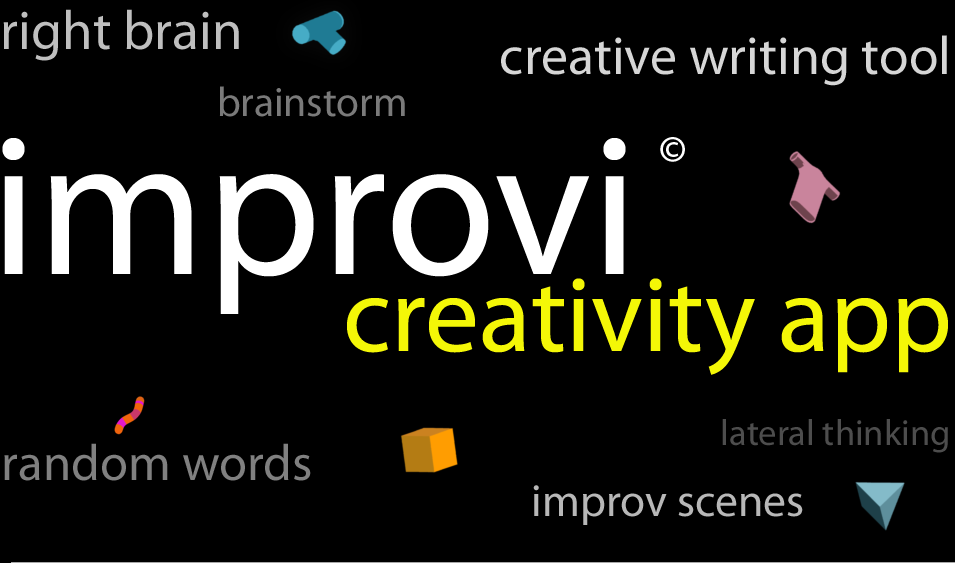 right brain
creative writing tool
brainstorm
improvi ©
creativity app
lateral thinking
random words
improv scenes